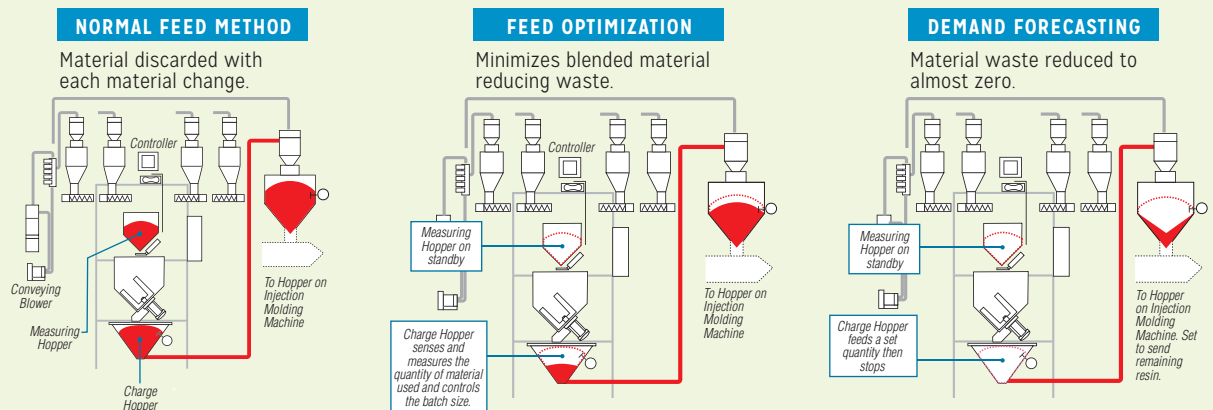 NORMAL FEED METHOD
Material discarded with
each material change.
Controller
Conveying
Blower
Measuring
Hopper
Charge
Hopper
To Hopper on
Injection
Molding
Machine
FEED OPTIMIZATION
Minimizes blended material
reducing waste.
Controller
Measuring
Hopper on
standby
Charge Hopper
senses and
measures the
quantity of material
used and controls
the batch size.
To Hopper on
Injection
Molding
Machine
DEMAND FORECASTING
Material waste reduced to
almost zero.
Measuring
Hopper on
standby
Charge Hopper
feeds a set
quantity then
stops
To Hopper
on Injection
Molding
Machine. Set
to send
remaining
resin.